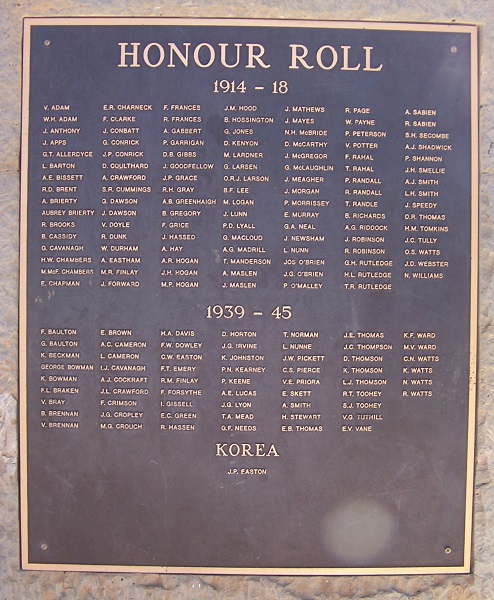 HONOUR ROLL
1914 - 18
V. ADAM
W.H. ADAM
J. ANTHONY
J. APPS
G.T. ALLERDYCE
L. BARTON
A.E. BISSETT
R.D. BRENT
A. BRIERTY
AUBREY BRIERTY
R. BROOKS
B. CASSIDY
G. CAVANAGH
H.W. CHAMBERS
M.McF. CHAMBERS
E. CHAPMAN
E.R. CHARNECK
F. CLARKE
J. CONBATT
G. CONRICK
J.P. CONRICK
D. COULTHARD
A. CRAWFORD
S.R. CUMMINGS
G. DAWSON
J. DAWSON
V. DOYLE
R. DUNK
W. DURHAM
A. EASTHAM
M.R. FINLAY
J. FORWARD
F. FRANCES
R. FRANCES
A. GABBERT
P. GARRIGAN
D.B. GIBBS
J. GOODFELLOW
J.P. GRACE
R.H. GRAY
A.B. GREENHAIGH
B. GREGORY
F. GRICE
J. HASSED
A. HAY
A.R. HOGAN
J.H. HOGAN
M.P. HOGAN
J.M. HOOD
B. HOSSINGTON
G. JONES
D. KENYON
M. LARDNER
G. LARSEN
O.R.J. LARSON
B.F. LEE
M. LOGAN
J. LUNN
P.D. LYALL
G. MACLOUD
A.G. MADRILL
T. MANDERSON
A. MASLEN
J. MASLEN
J. MATHEWS
J. MAYES
N.H. McBRIDE
D. McCARTHY
J. McGREGOR
G. McLAUGHLIN
J. MEAGHER
J. MORGAN
P. MORRISSEY
E. MURRAY
G.A. NEAL
J. NEWSHAM
L. NUNN
JOS O'BRIEN
J.G. O'BRIEN
P. O'MALLEY
R. PAGE
W. PAYNE
P. PETERSON
V. POTTER
F. RAHAL
T. RAHAL
P. RANDALL
R. RANDALL
T. RANDLE
B. RICHARDS
A.G. RIDDOCK
J. ROBINSON
R. ROBINSON
G.H. RUTLEDGE
H.L. RUTLEDGE
T.R. RUTLEDGE
A. SABIEN
R. SABIEN
S.H. SECOMBE
A.J. SHADWICK
P. SHANNON
J.H. SMELLIE
A.J. SMITH
L.H. SMITH
J. SPEEDY
D.R. THOMAS
H.M. TOMKINS
J.C. TULLY
O.S. WATTS
J.D. WEBSTER
N. WILLIAMS
1939 - 45
F. BAULTON
G. BAULTON
K. BECKMAN
GEORGE BOWMAN
K. BOWMAN
F.L. BRAKEN
V. BRAY
B. BRENNAN
V. BRENNAN
E. BROWN
A.C. CAMERON
L. CAMERON
I.J. CAVANAGH
A.J. COCKRAFT
J.L. CRAWFORD
F. CRIMSON
J.G. CROPLEY
M.G. CROUCH
H.A. DAVIS
F.W. DOWLEY
C.W. EASTON
F.T. EMERY
R.M. FINLAY
F. FORSYTHE
I. GISSELL
E.C. GREEN
R. HASSEN
D. HORTON
J.G. IRVINE
K. JOHNSTON
P.N. KEARNEY
P. KEENE
A.E. LUCAS
J.G. LYON
T.A. MEAD
G.F. NEEDS
T. NORMAN
L. NUNNE
J.W. PICKETT
C.S. PIERCE
V.E. PRIORA
E. SKETT
A. SMITH
H. STEWART
E.B. THOMAS
J.E. THOMAS
J.C. THOMPSON
D. THOMSON
K. THOMSON
L.J. THOMSON
R.T. TOOHEY
S.J. TOOHEY
V.G. TUTHILL
E.V. VANE
K.F. WARD
M.V. WARD
C.N. WATTS
K. WATTS
N. WATTS
R. WATTS
KOREA
J.P. EASTON